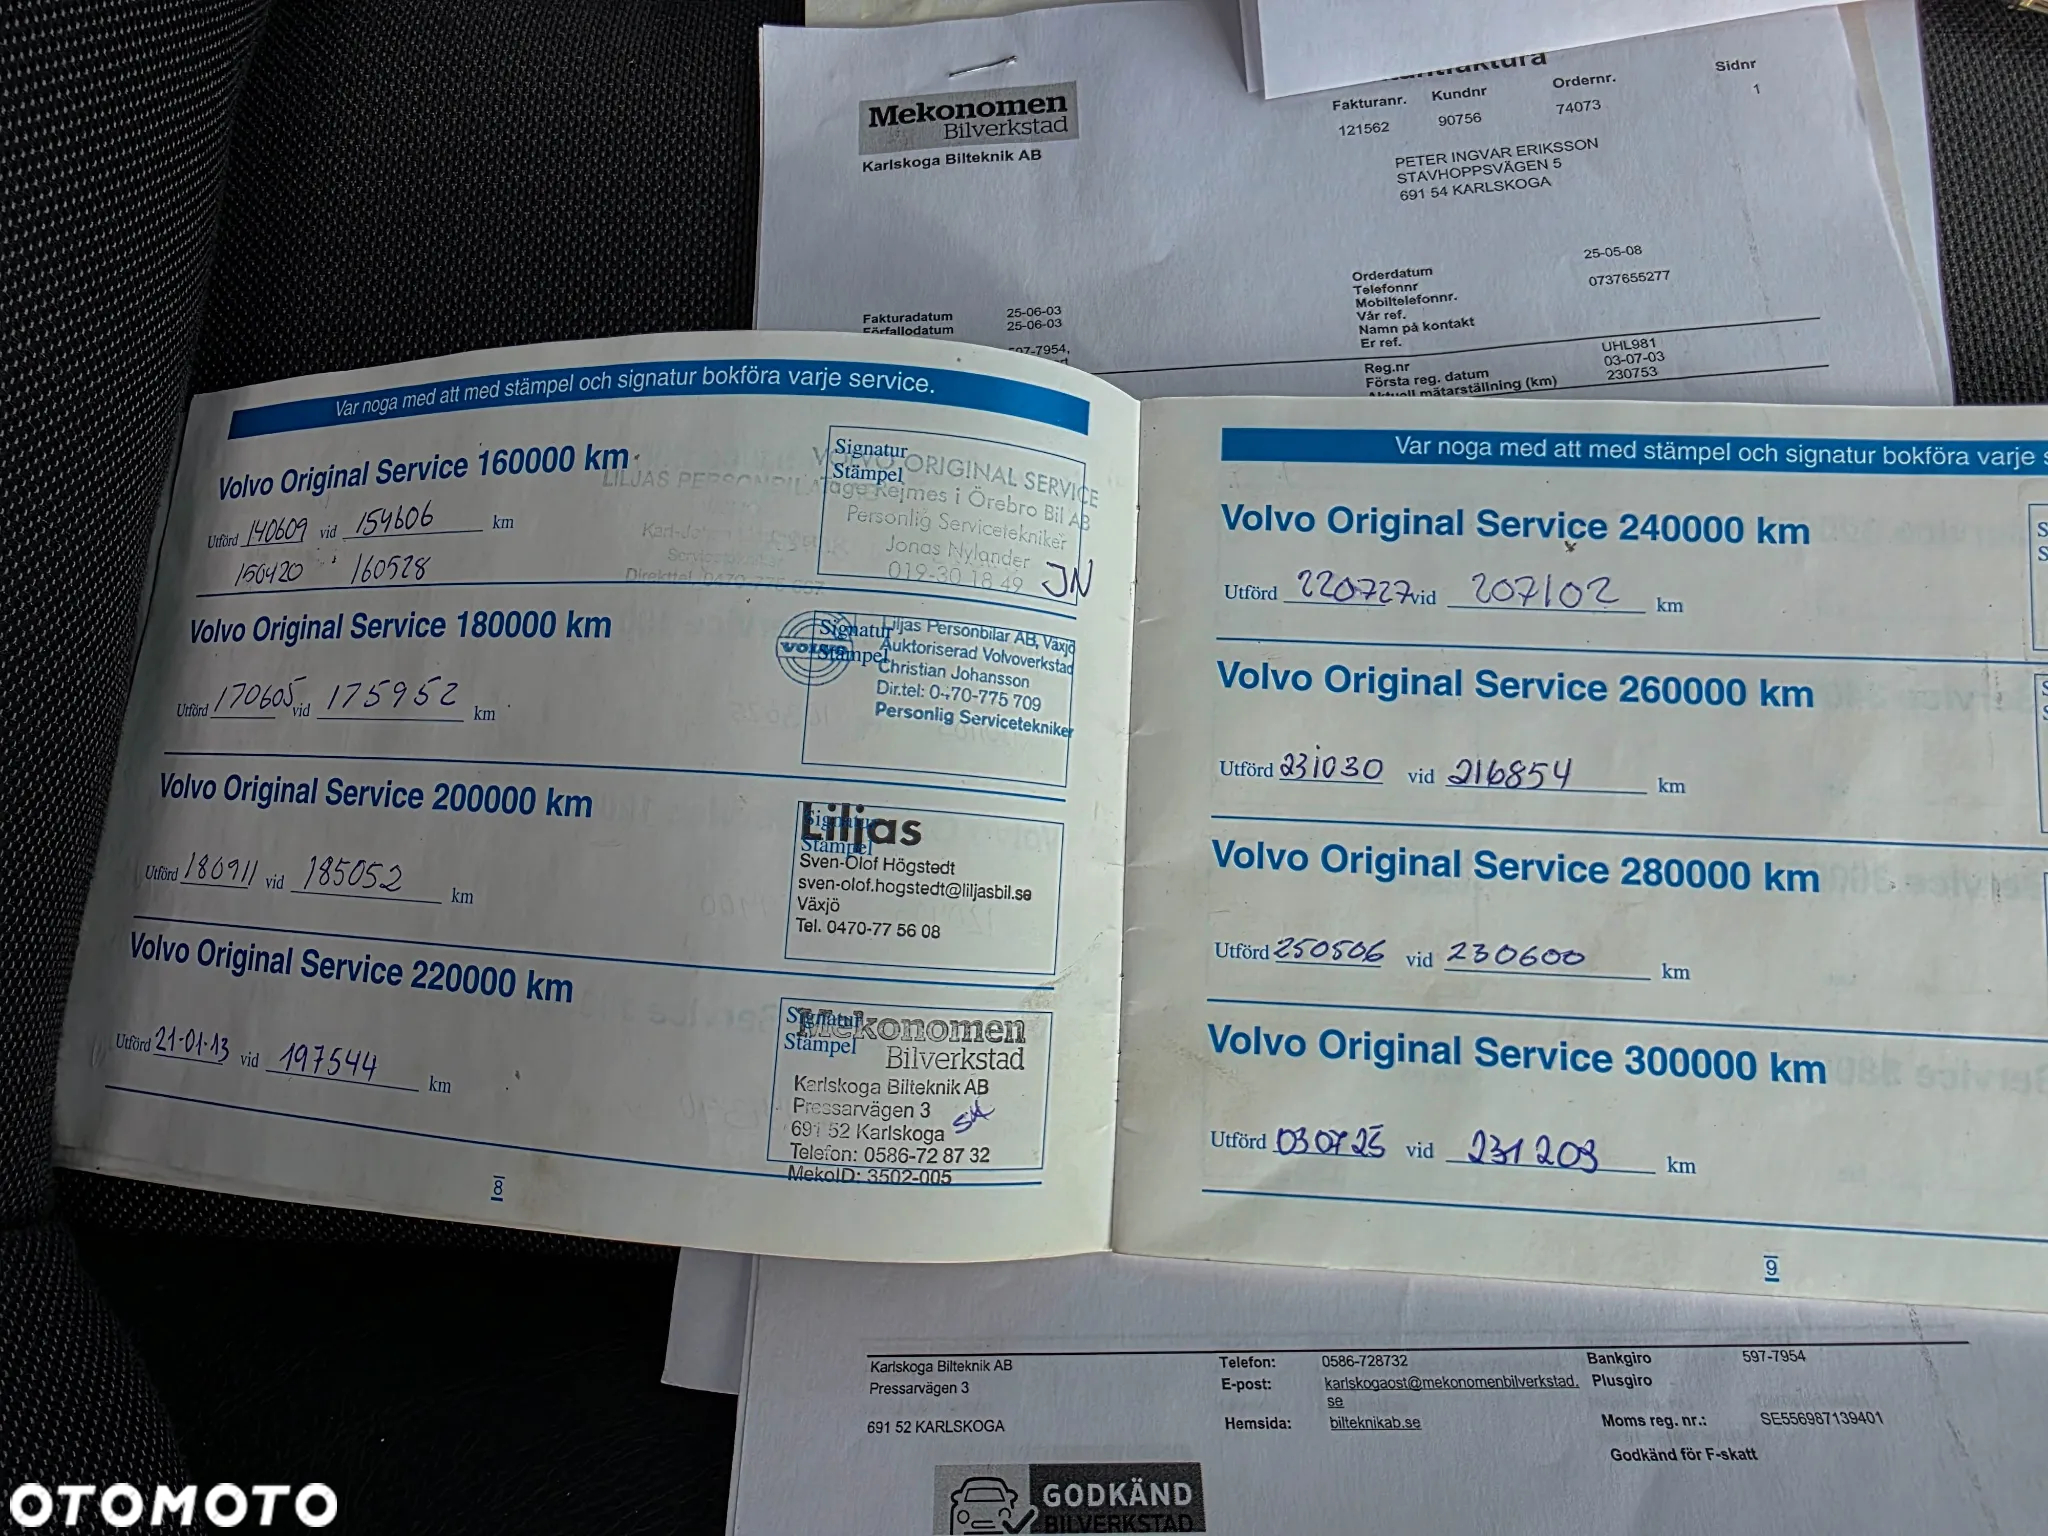 Mekonomen
Bilverkstad
Karlskoga Bilteknik AB
Fakturanr. Kundnr Ordernr. Sidnr
121562 90756 74073 1
PETER INGVAR ERIKSSON
STAVHOPPSVÄGEN 5
691 54 KARLSKOGA
Fakturadatum 25-06-03
Förfallodatum 25-06-03
597-7954,
Orderdatum 25-05-08
Telefonnr 0737655277
Mobiltelefonnr.
Vår ref.
Namn på kontakt
Er ref.
Reg.nr UHL981
Första reg. datum 03-07-03
Aktuell mätarställning (km) 230753
Var noga med att med stämpel och signatur bokföra varje service.
Volvo Original Service 160000 km
Utförd 140609 vid 154606 km
150420 160528
Signatur
Stämpel
VOLVO ORIGINAL SERVICE
Tage Rejmes i Örebro Bil AB
Personlig Servicetekniker
Jonas Nylander
019-30 18 49
JN
LILJAS PERSONBILAR
Volvo Original Service 180000 km
Utförd 170605 vid 175952 km
Signatur
Stämpel
VOLVO
Liljas Personbilar AB, Växjö
Auktoriserad Volvoverkstad
Christian Johansson
Dir.tel: 0470-775 709
Personlig Servicetekniker
Volvo Original Service 200000 km
Utförd 180911 vid 185052 km
Signatur
Stämpel
Liljas
Sven-Olof Högstedt
sven-olof.hogstedt@liljasbil.se
Växjö
Tel. 0470-77 56 08
Volvo Original Service 220000 km
Utförd 21-01-13 vid 197544 km
Signatur
Stämpel
Mekonomen
Bilverkstad
Karlskoga Bilteknik AB
Pressarvägen 3
691 52 Karlskoga
Telefon: 0586-72 87 32
MekoID: 3502-005
8
Var noga med att med stämpel och signatur bokföra varje s
Volvo Original Service 240000 km
Utförd 220727 vid 207102 km
Volvo Original Service 260000 km
Utförd 231030 vid 216854 km
Volvo Original Service 280000 km
Utförd 250506 vid 230600 km
Volvo Original Service 300000 km
Utförd 030725 vid 231203 km
9
Karlskoga Bilteknik AB
Pressarvägen 3
691 52 KARLSKOGA
Telefon: 0586-728732
E-post: karlskogaost@mekonomenbilverkstad.
se
Hemsida: bilteknikab.se
Bankgiro 597-7954
Plusgiro
Moms reg. nr.: SE556987139401
Godkänd för F-skatt
GODKÄND
BILVERKSTAD
OTOMOTO